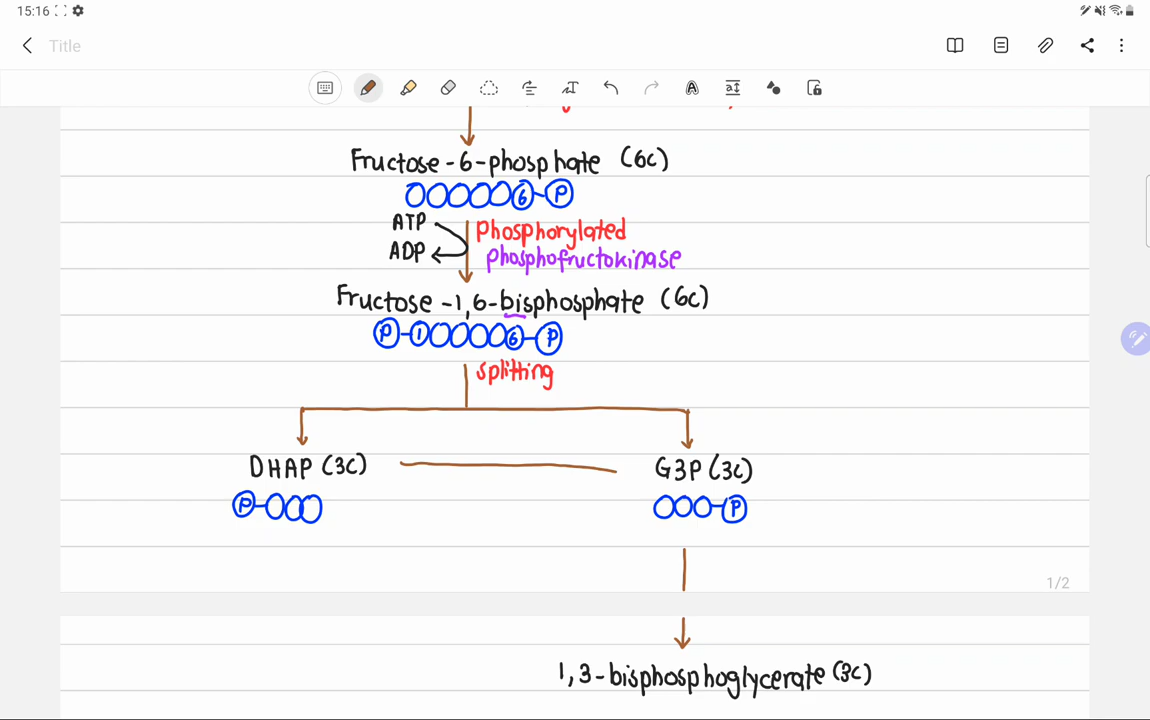 15:16
Title
Fructose-6-phosphate (6c)
6 P
ATP
phosphorylated
ADP
phosphofructokinase
Fructose-1,6-bisphosphate (6c)
P 1 6 P
splitting
DHAP (3c) G3P (3c)
P P
1/2
1,3-bisphosphoglycerate (3c)